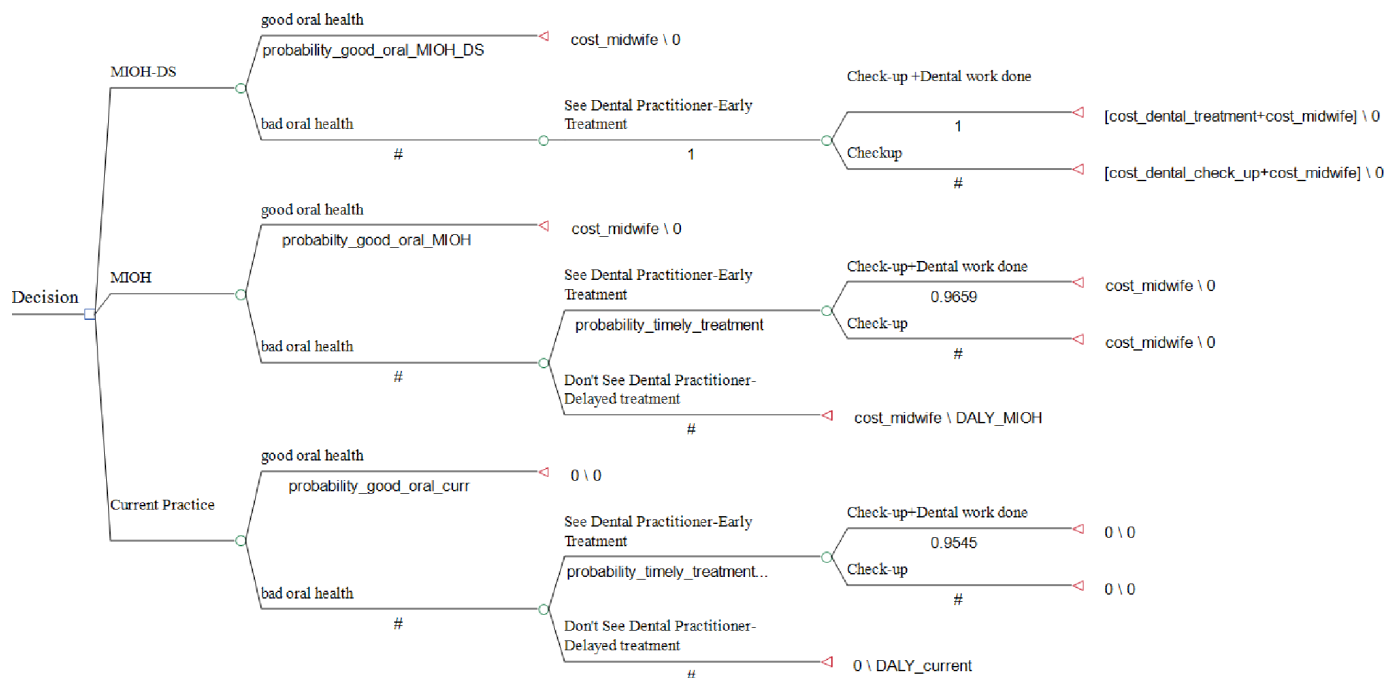 good oral health
probability_good_oral_MIOH_DS
cost_midwife \ 0
MIOH-DS
bad oral health
#
See Dental Practitioner-Early
Treatment
1
Check-up +Dental work done
1
[cost_dental_treatment+cost_midwife] \ 0
Checkup
#
[cost_dental_check_up+cost_midwife] \ 0
Decision
good oral health
probabilty_good_oral_MIOH
cost_midwife \ 0
MIOH
bad oral health
#
See Dental Practitioner-Early
Treatment
probability_timely_treatment
Check-up+Dental work done
0.9659
cost_midwife \ 0
Check-up
#
cost_midwife \ 0
Don't See Dental Practitioner-
Delayed treatment
#
cost_midwife \ DALY_MIOH
good oral health
probability_good_oral_curr
0 \ 0
Current Practice
bad oral health
#
See Dental Practitioner-Early
Treatment
probability_timely_treatment...
Check-up+Dental work done
0.9545
0 \ 0
Check-up
#
0 \ 0
Don't See Dental Practitioner-
Delayed treatment
#
0 \ DALY_current